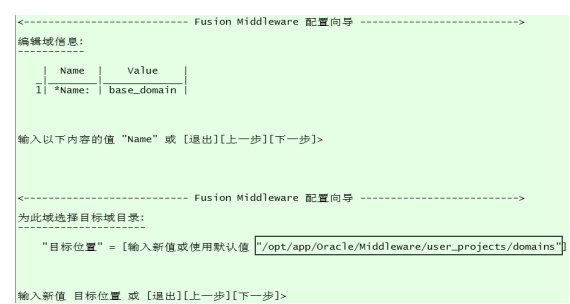 <------------------------- Fusion Middleware 配置向导 ------------------------>
编辑域信息:
-----------
| Name | Value |
_|________|_____________|
1| *Name: | base_domain |
输入以下内容的值 "Name" 或 [退出][上一步][下一步]>
<------------------------- Fusion Middleware 配置向导 ------------------------>
为此域选择目标域目录:
---------------------
"目标位置" = [输入新值或使用默认值 "/opt/app/Oracle/Middleware/user_projects/domains"]
输入新值 目标位置 或 [退出][上一步][下一步]>